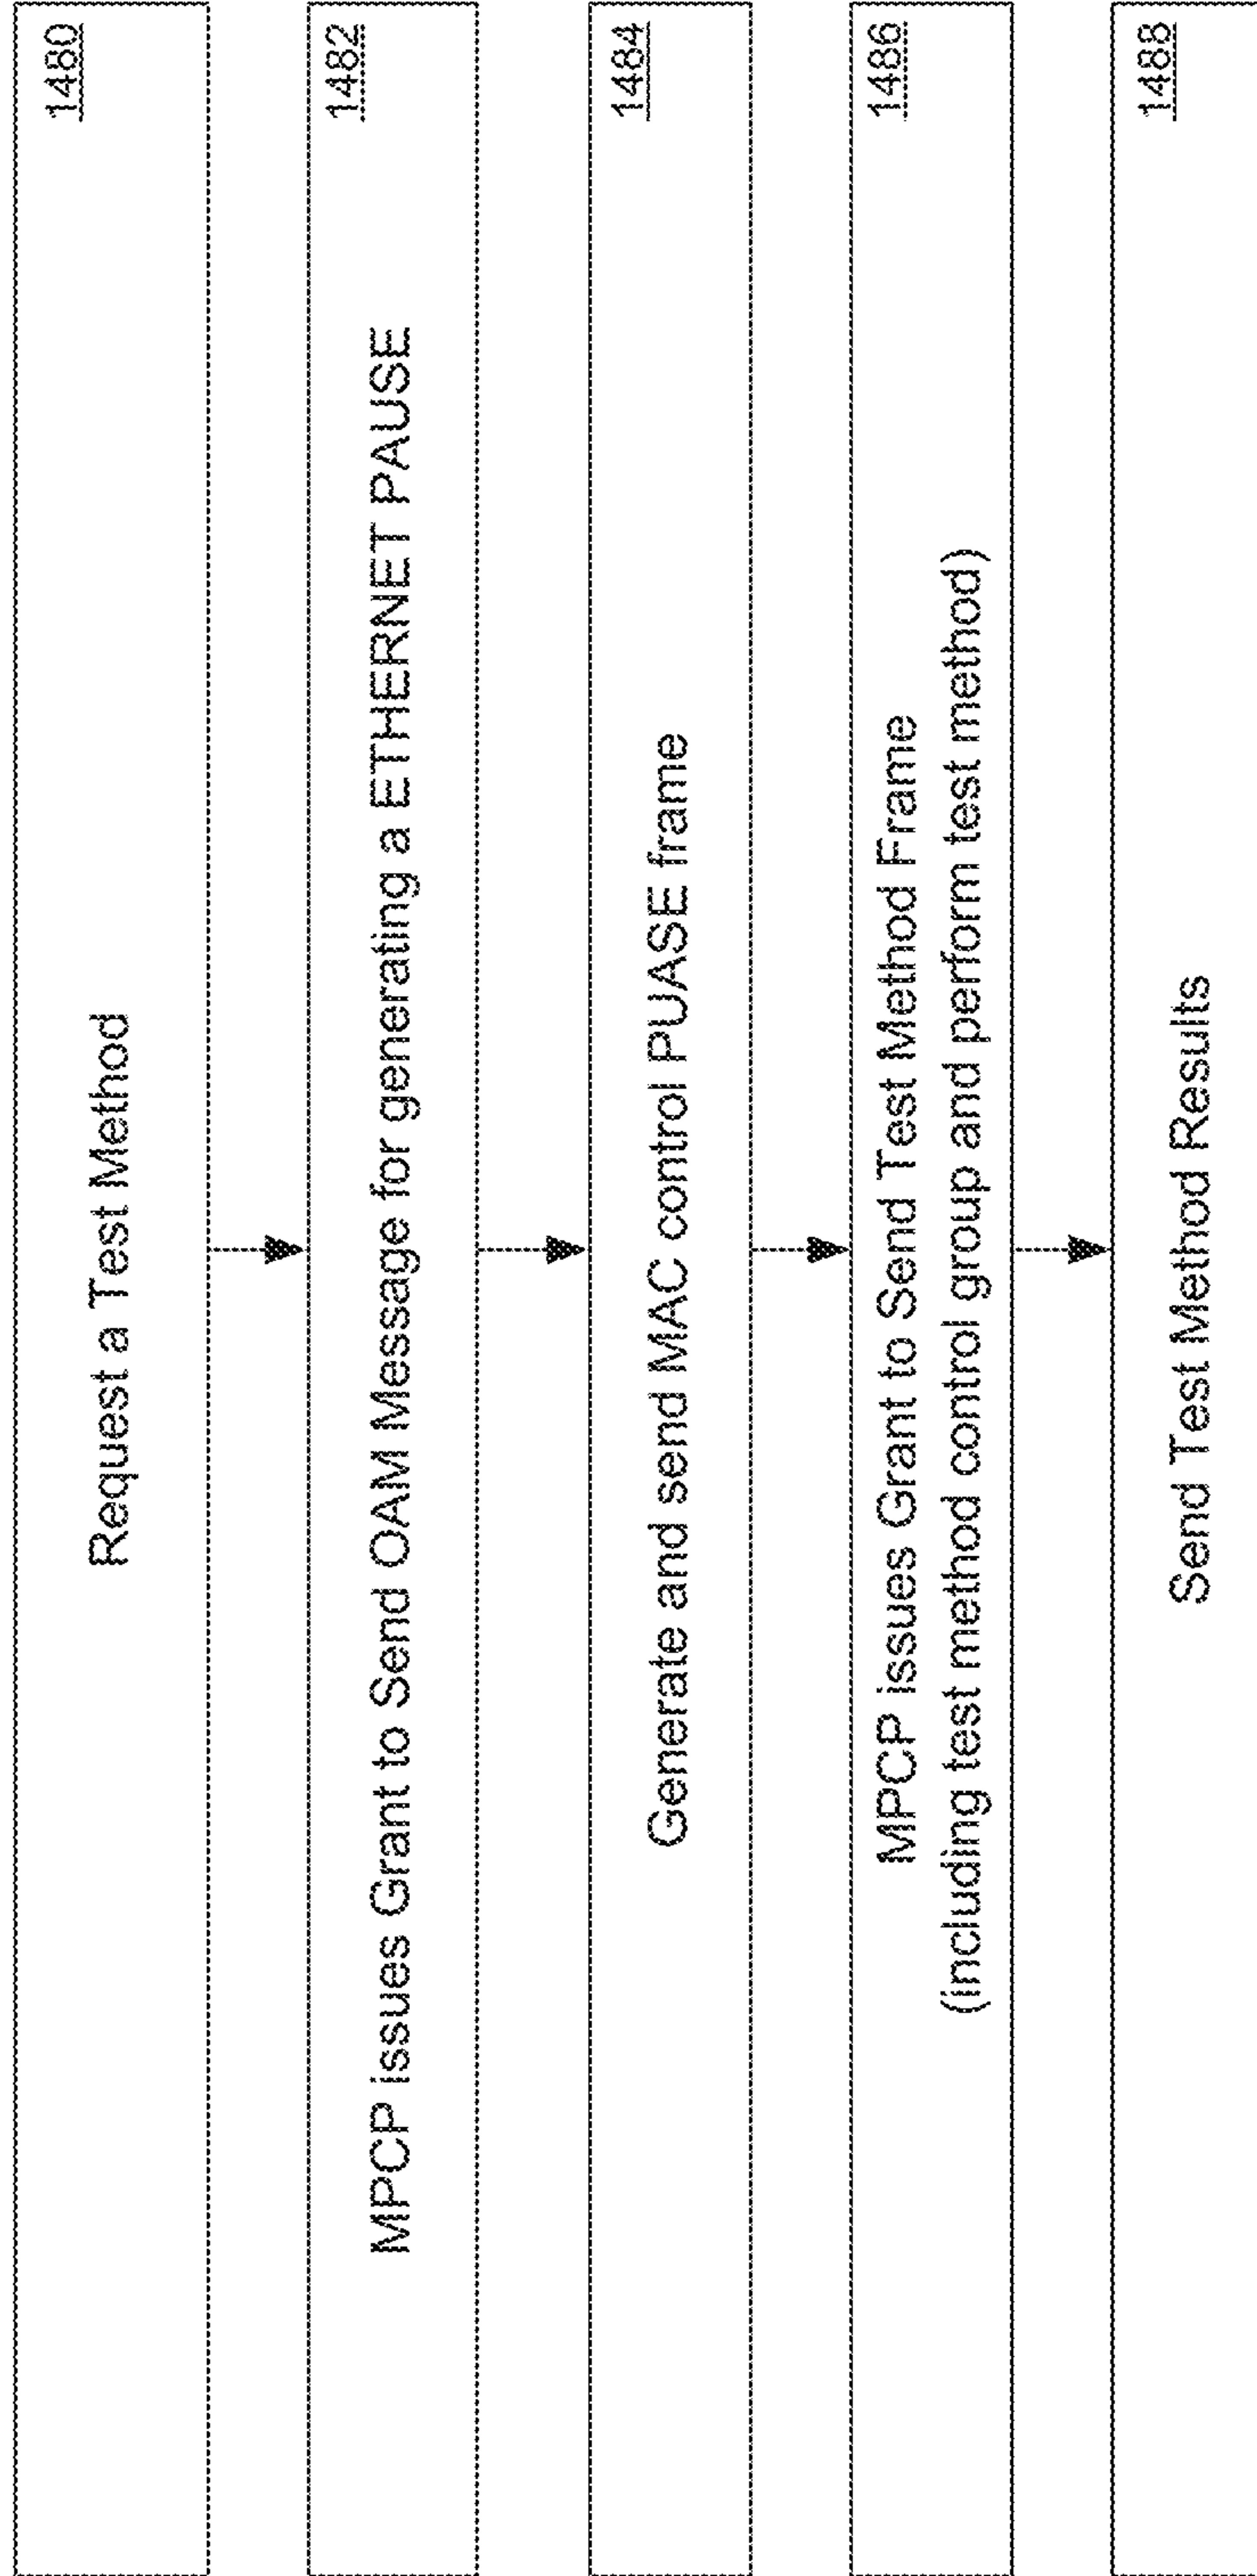 1480
Request a Test Method
1482
MPCP issues Grant to Send OAM Message for generating a ETHERNET PAUSE
1484
Generate and send MAC control PUASE frame
1486
MPCP issues Grant to Send Test Method Frame
(including test method control group and perform test method)
1488
Send Test Method Results